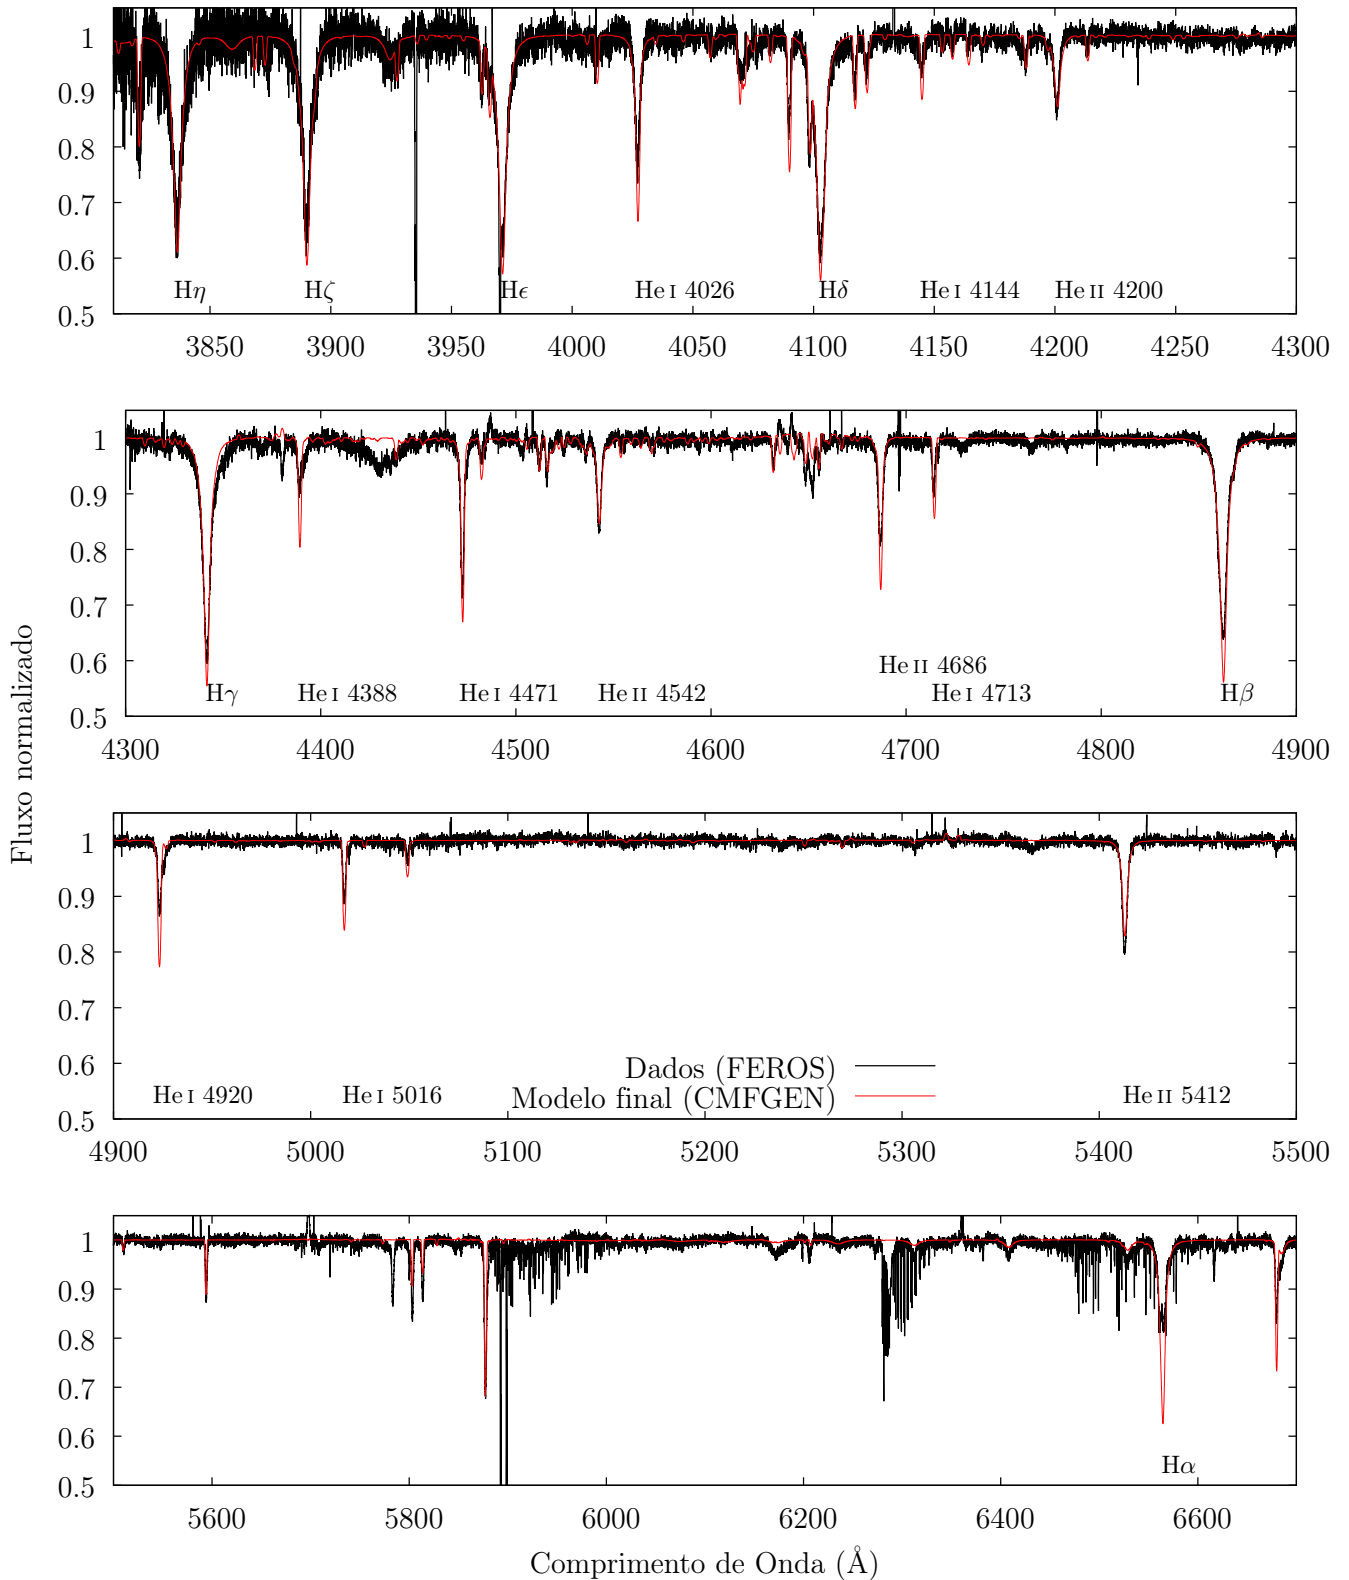 1
0.9
0.8
0.7
0.6
0.5
Hη Hζ Hϵ He I 4026 Hδ He I 4144 He II 4200
3850 3900 3950 4000 4050 4100 4150 4200 4250 4300
1
0.9
0.8
0.7
0.6
0.5
He II 4686
Hγ He I 4388 He I 4471 He II 4542 He I 4713 Hβ
4300 4400 4500 4600 4700 4800 4900
Fluxo normalizado
1
0.9
0.8
0.7
0.6
0.5
Dados (FEROS)
Modelo final (CMFGEN)
He I 4920 He I 5016 He II 5412
4900 5000 5100 5200 5300 5400 5500
1
0.9
0.8
0.7
0.6
0.5
Hα
5600 5800 6000 6200 6400 6600
Comprimento de Onda (Å)